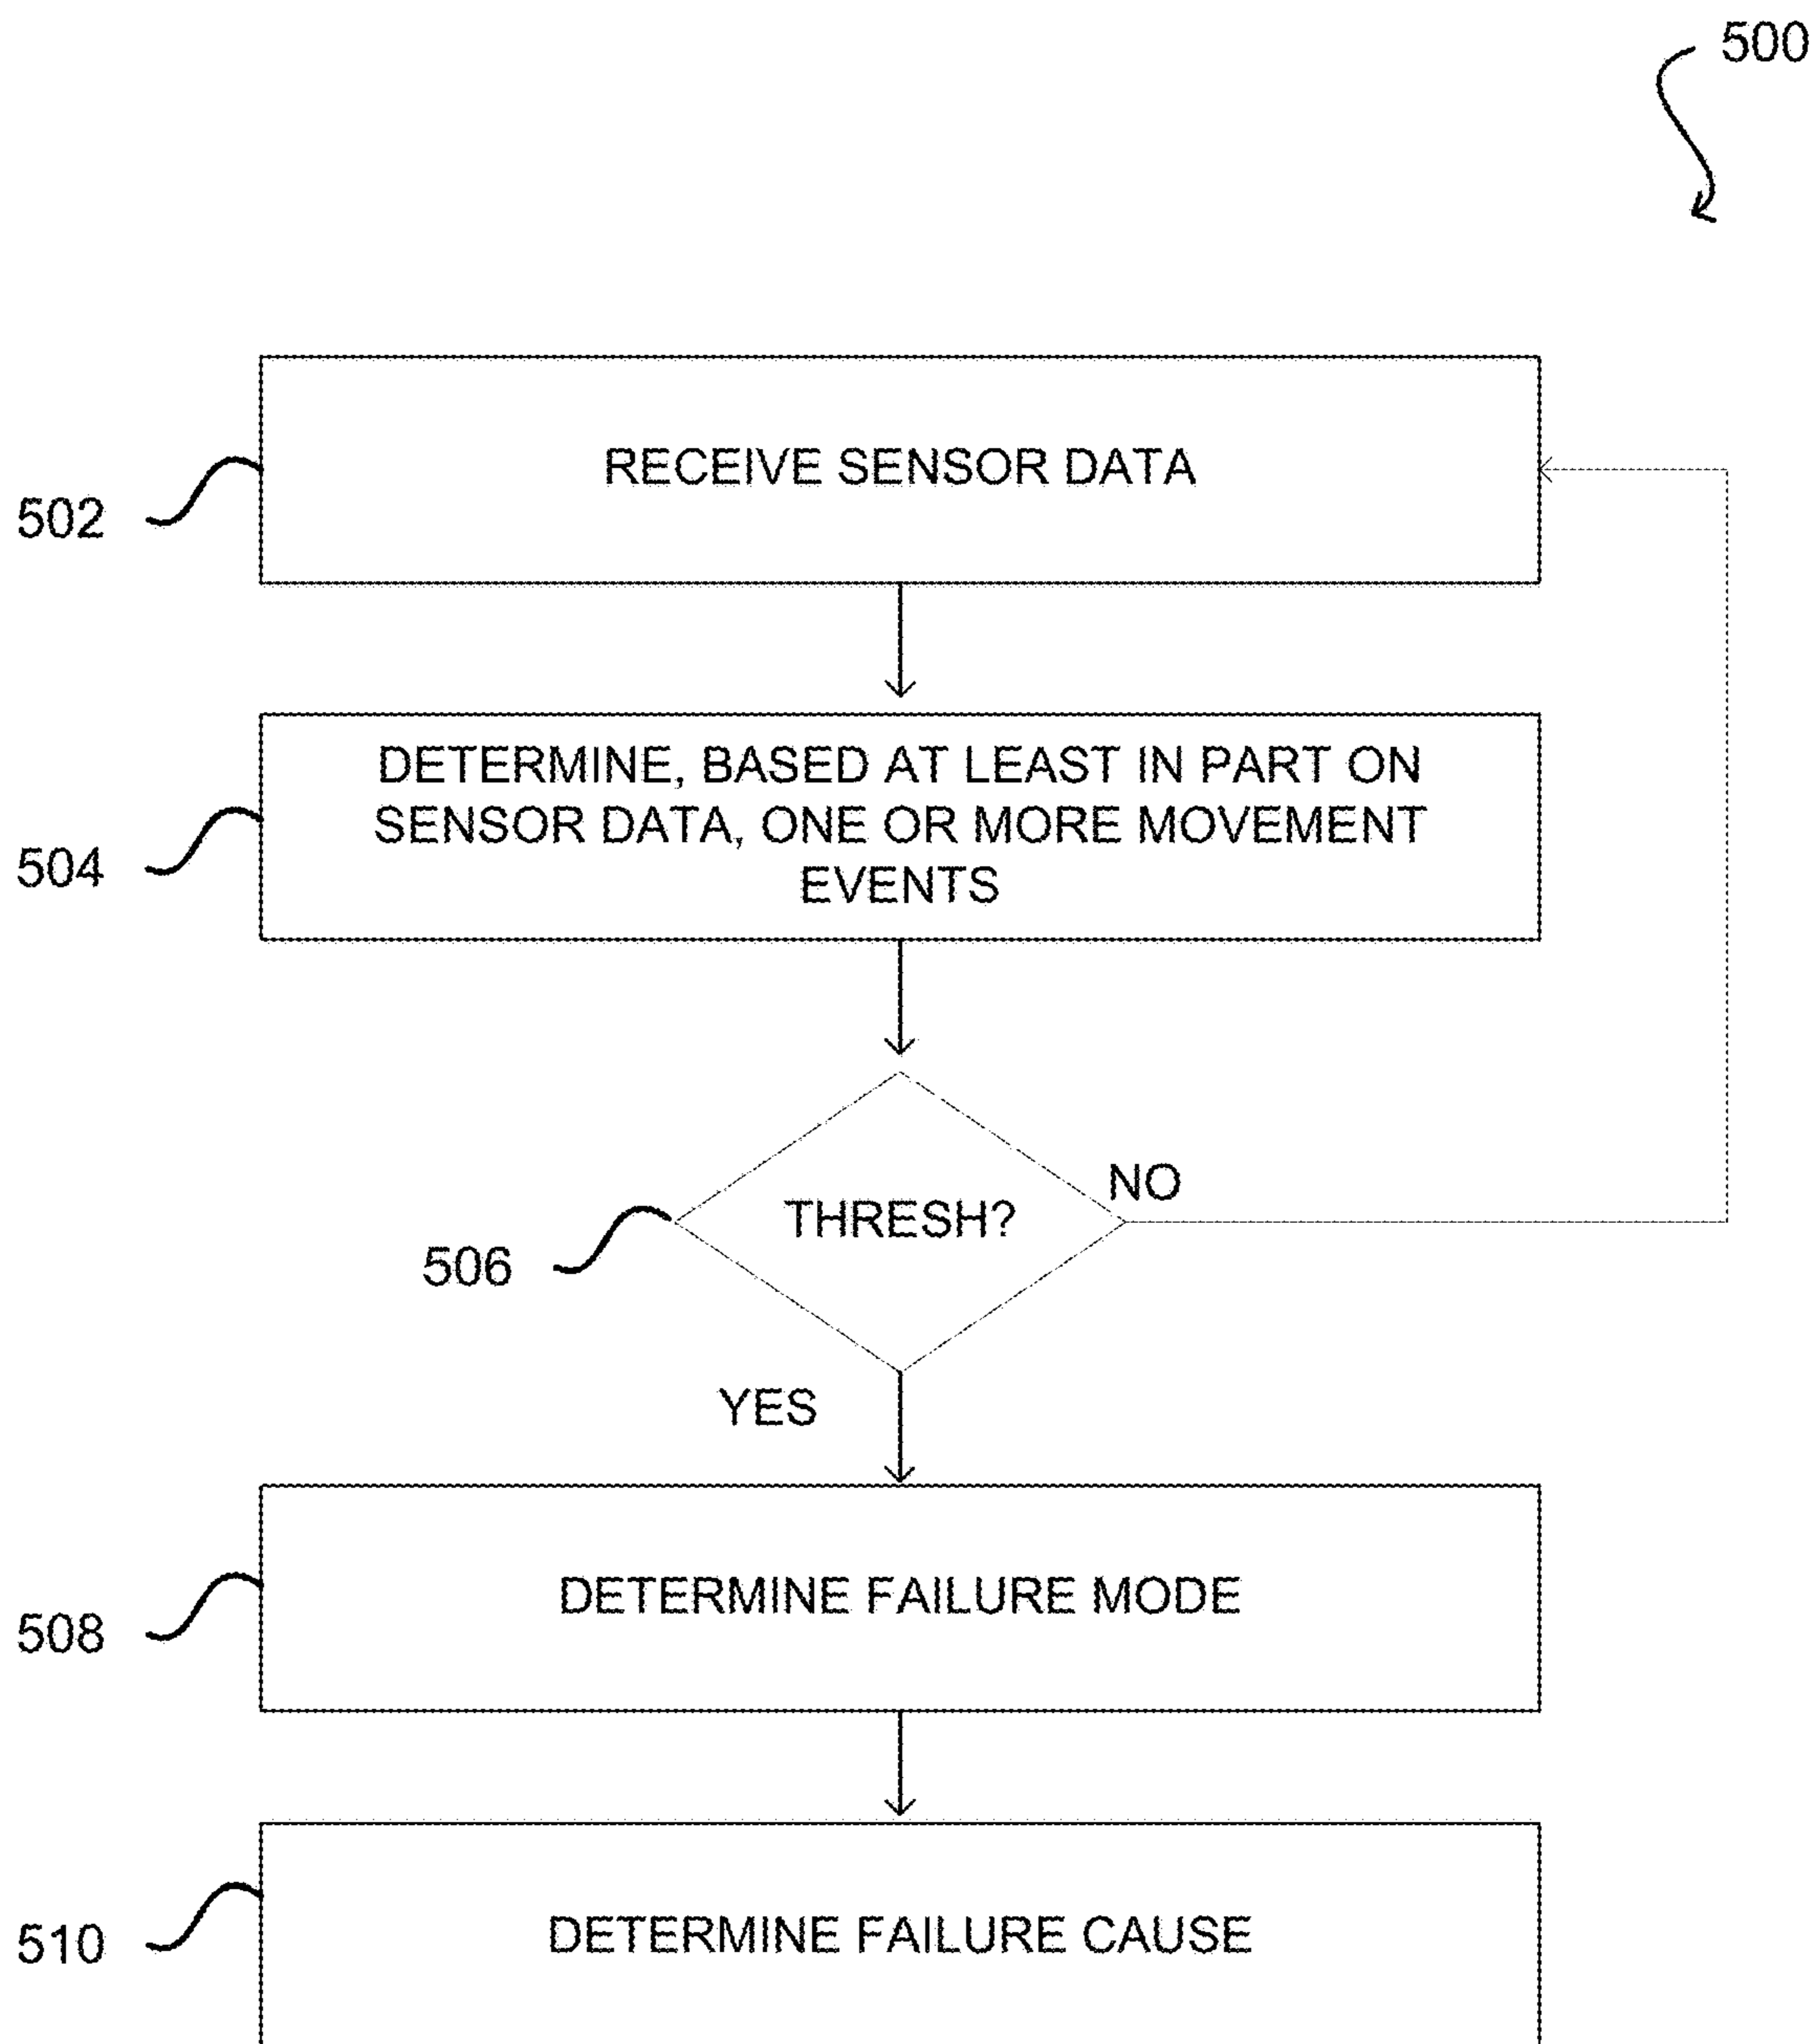 500
RECEIVE SENSOR DATA
502
DETERMINE, BASED AT LEAST IN PART ON
SENSOR DATA, ONE OR MORE MOVEMENT
EVENTS
504
THRESH?
NO
506
YES
DETERMINE FAILURE MODE
508
DETERMINE FAILURE CAUSE
510